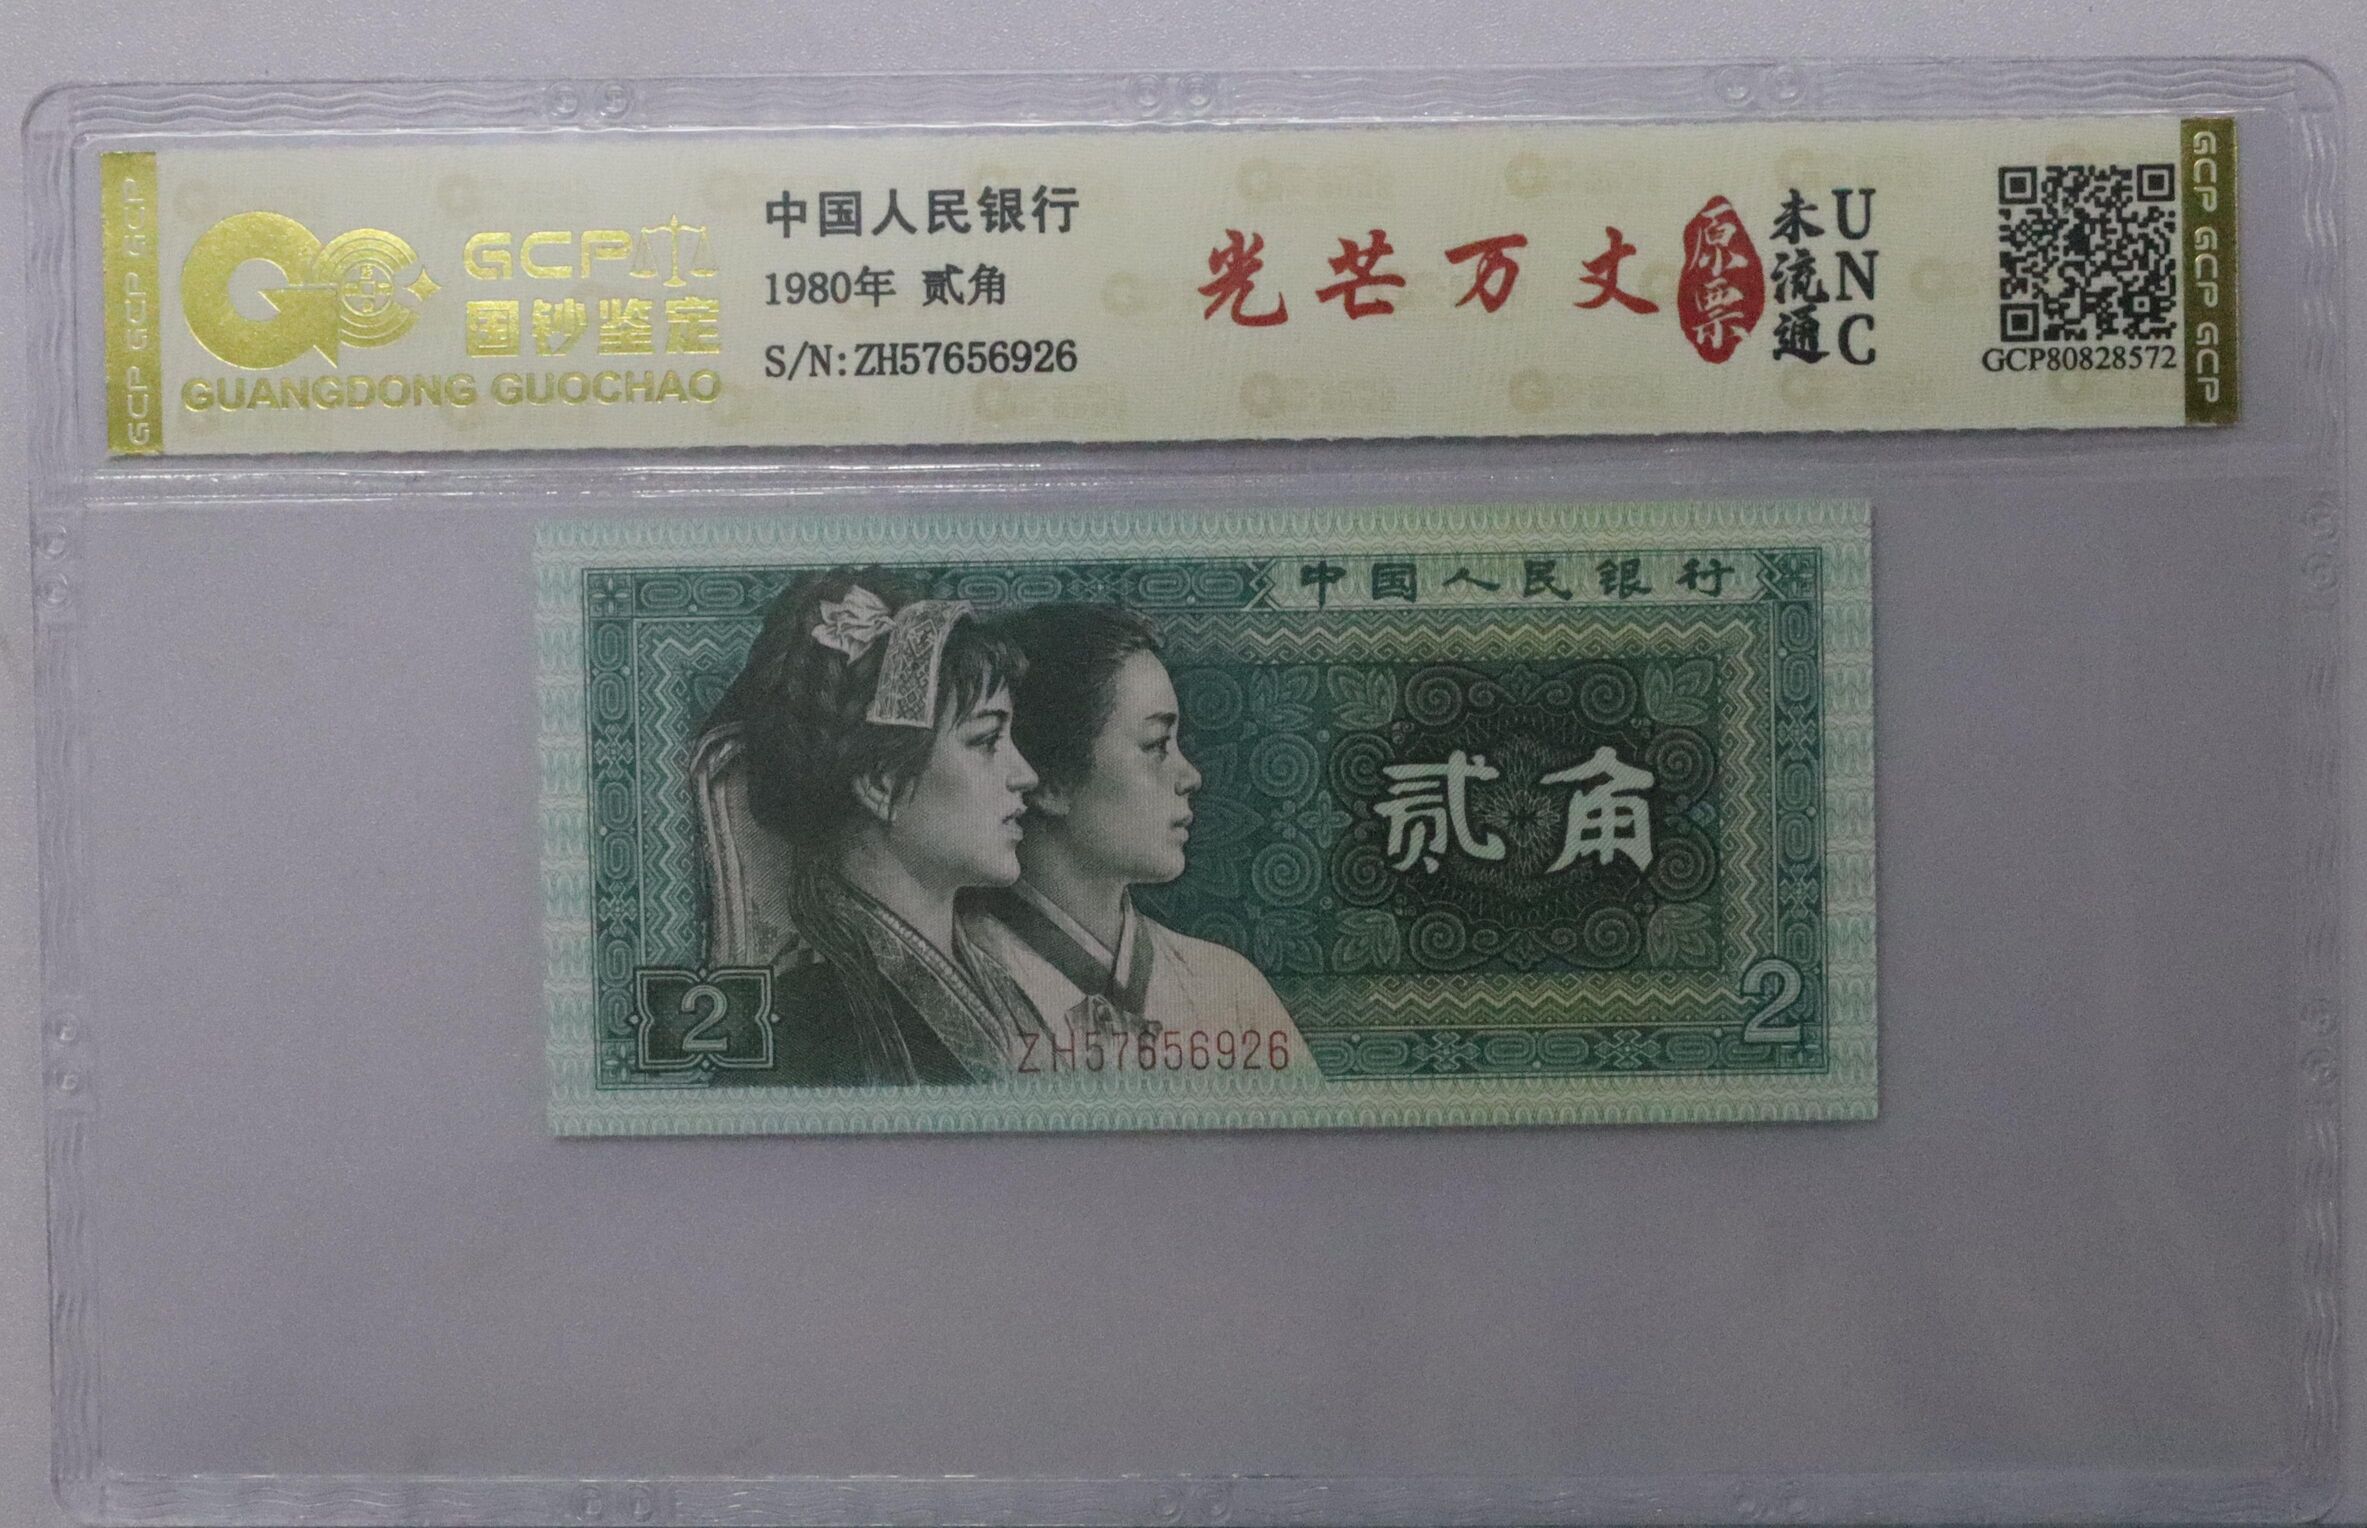 GCP
国钞鉴定
GUANGDONG GUOCHAO
中国人民银行
1980年 贰角
S/N:ZH57656926
光芒万丈
原票
未流通
UNC
GCP80828572
GCP GCP GCP
GCP GCP GCP
中国人民银行
贰角
2
2
ZH57656926